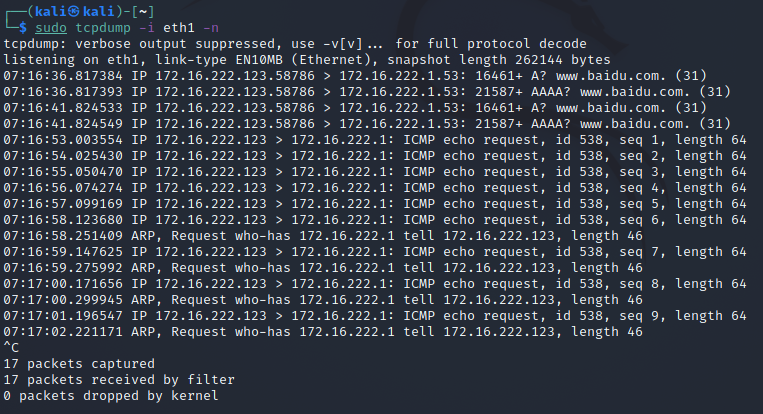 ┌──(kali㉿kali)-[~]
└─$ sudo tcpdump -i eth1 -n
tcpdump: verbose output suppressed, use -v[v]... for full protocol decode
listening on eth1, link-type EN10MB (Ethernet), snapshot length 262144 bytes
07:16:36.817384 IP 172.16.222.123.58786 > 172.16.222.1.53: 16461+ A? www.baidu.com. (31)
07:16:36.817393 IP 172.16.222.123.58786 > 172.16.222.1.53: 21587+ AAAA? www.baidu.com. (31)
07:16:41.824533 IP 172.16.222.123.58786 > 172.16.222.1.53: 16461+ A? www.baidu.com. (31)
07:16:41.824549 IP 172.16.222.123.58786 > 172.16.222.1.53: 21587+ AAAA? www.baidu.com. (31)
07:16:53.003554 IP 172.16.222.123 > 172.16.222.1: ICMP echo request, id 538, seq 1, length 64
07:16:54.025430 IP 172.16.222.123 > 172.16.222.1: ICMP echo request, id 538, seq 2, length 64
07:16:55.050470 IP 172.16.222.123 > 172.16.222.1: ICMP echo request, id 538, seq 3, length 64
07:16:56.074274 IP 172.16.222.123 > 172.16.222.1: ICMP echo request, id 538, seq 4, length 64
07:16:57.099169 IP 172.16.222.123 > 172.16.222.1: ICMP echo request, id 538, seq 5, length 64
07:16:58.123680 IP 172.16.222.123 > 172.16.222.1: ICMP echo request, id 538, seq 6, length 64
07:16:58.251409 ARP, Request who-has 172.16.222.1 tell 172.16.222.123, length 46
07:16:59.147625 IP 172.16.222.123 > 172.16.222.1: ICMP echo request, id 538, seq 7, length 64
07:16:59.275992 ARP, Request who-has 172.16.222.1 tell 172.16.222.123, length 46
07:17:00.171656 IP 172.16.222.123 > 172.16.222.1: ICMP echo request, id 538, seq 8, length 64
07:17:00.299945 ARP, Request who-has 172.16.222.1 tell 172.16.222.123, length 46
07:17:01.196547 IP 172.16.222.123 > 172.16.222.1: ICMP echo request, id 538, seq 9, length 64
07:17:02.221171 ARP, Request who-has 172.16.222.1 tell 172.16.222.123, length 46
^C
17 packets captured
17 packets received by filter
0 packets dropped by kernel